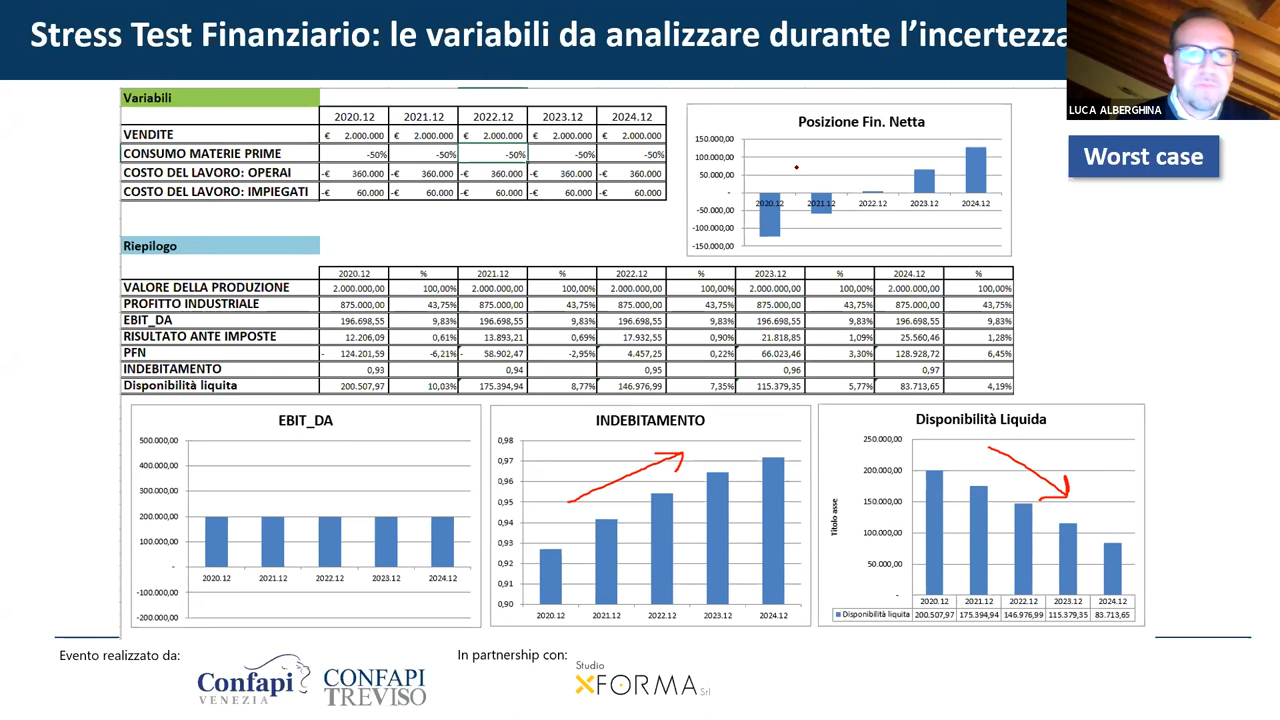 Stress Test Finanziario: le variabili da analizzare durante l'incertezza
LUCA ALBERGHINA
Worst case
Variabili
2020.12 2021.12 2022.12 2023.12 2024.12
VENDITE € 2.000.000 € 2.000.000 € 2.000.000 € 2.000.000 € 2.000.000
CONSUMO MATERIE PRIME -50% -50% -50% -50% -50%
COSTO DEL LAVORO: OPERAI -€ 360.000 -€ 360.000 -€ 360.000 -€ 360.000 -€ 360.000
COSTO DEL LAVORO: IMPIEGATI -€ 60.000 -€ 60.000 -€ 60.000 -€ 60.000 -€ 60.000
Posizione Fin. Netta
150.000,00
100.000,00
50.000,00
-
-50.000,00
-100.000,00
-150.000,00
2020.12 2021.12 2022.12 2023.12 2024.12
Riepilogo
2020.12 % 2021.12 % 2022.12 % 2023.12 % 2024.12 %
VALORE DELLA PRODUZIONE 2.000.000,00 100,00% 2.000.000,00 100,00% 2.000.000,00 100,00% 2.000.000,00 100,00% 2.000.000,00 100,00%
PROFITTO INDUSTRIALE 875.000,00 43,75% 875.000,00 43,75% 875.000,00 43,75% 875.000,00 43,75% 875.000,00 43,75%
EBIT_DA 196.698,55 9,83% 196.698,55 9,83% 196.698,55 9,83% 196.698,55 9,83% 196.698,55 9,83%
RISULTATO ANTE IMPOSTE 12.206,09 0,61% 13.893,21 0,69% 17.932,55 0,90% 21.818,85 1,09% 25.560,46 1,28%
PFN - 124.201,59 -6,21% - 58.902,47 -2,95% 4.457,25 0,22% 66.023,46 3,30% 128.928,72 6,45%
INDEBITAMENTO 0,93 0,94 0,95 0,96 0,97
Disponibilità liquita 200.507,97 10,03% 175.394,94 8,77% 146.976,99 7,35% 115.379,35 5,77% 83.713,65 4,19%
EBIT_DA
500.000,00
400.000,00
300.000,00
200.000,00
100.000,00
-
-100.000,00
-200.000,00
2020.12 2021.12 2022.12 2023.12 2024.12
INDEBITAMENTO
0,98
0,97
0,96
0,95
0,94
0,93
0,92
0,91
0,90
2020.12 2021.12 2022.12 2023.12 2024.12
Disponibilità Liquida
Titolo asse
250.000,00
200.000,00
150.000,00
100.000,00
50.000,00
-
2020.12 2021.12 2022.12 2023.12 2024.12
Disponibilità liquita 200.507,97 175.394,94 146.976,99 115.379,35 83.713,65
Evento realizzato da:
Confapi
VENEZIA
CONFAPI
TREVISO
In partnership con:
Studio
XFORMA Srl